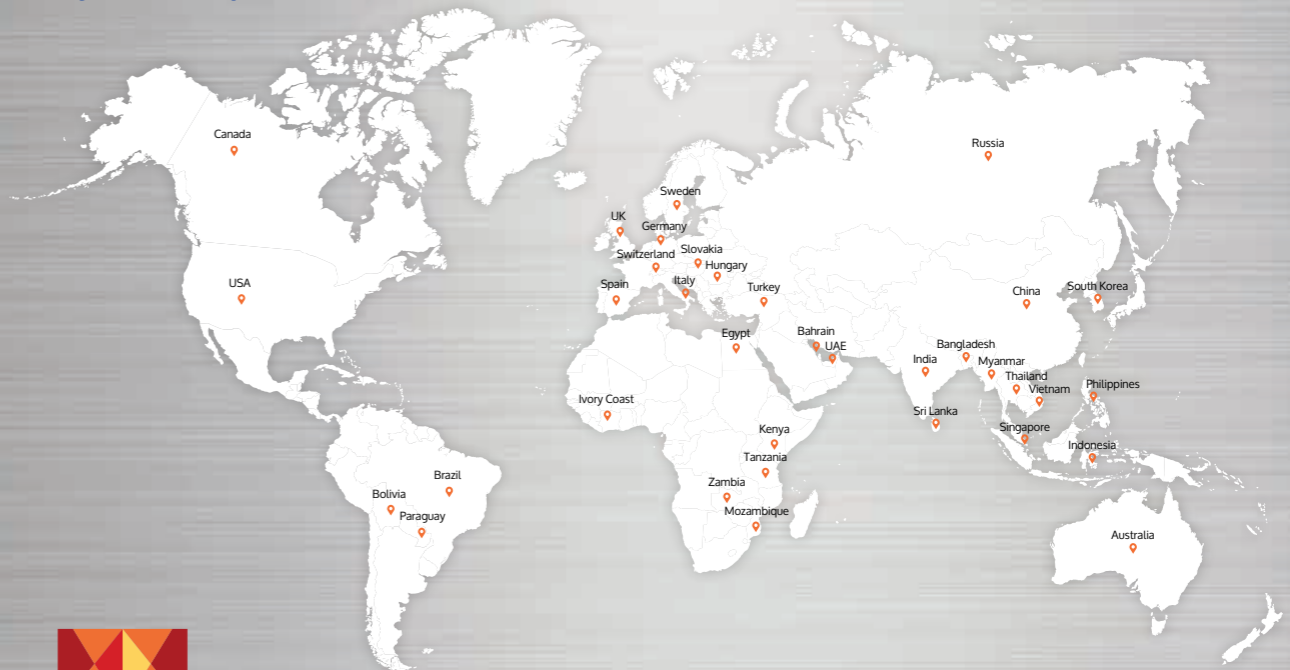 Canada
Russia
Sweden
UK
Germany
Slovakia
Switzerland
Hungary
USA
Italy
Spain
Turkey
China
South Korea
Egypt
Bahrain
UAE
Bangladesh
India
Myanmar
Thailand
Vietnam
Philippines
Ivory Coast
Sri Lanka
Kenya
Singapore
Indonesia
Tanzania
Brazil
Zambia
Bolivia
Mozambique
Paraguay
Australia